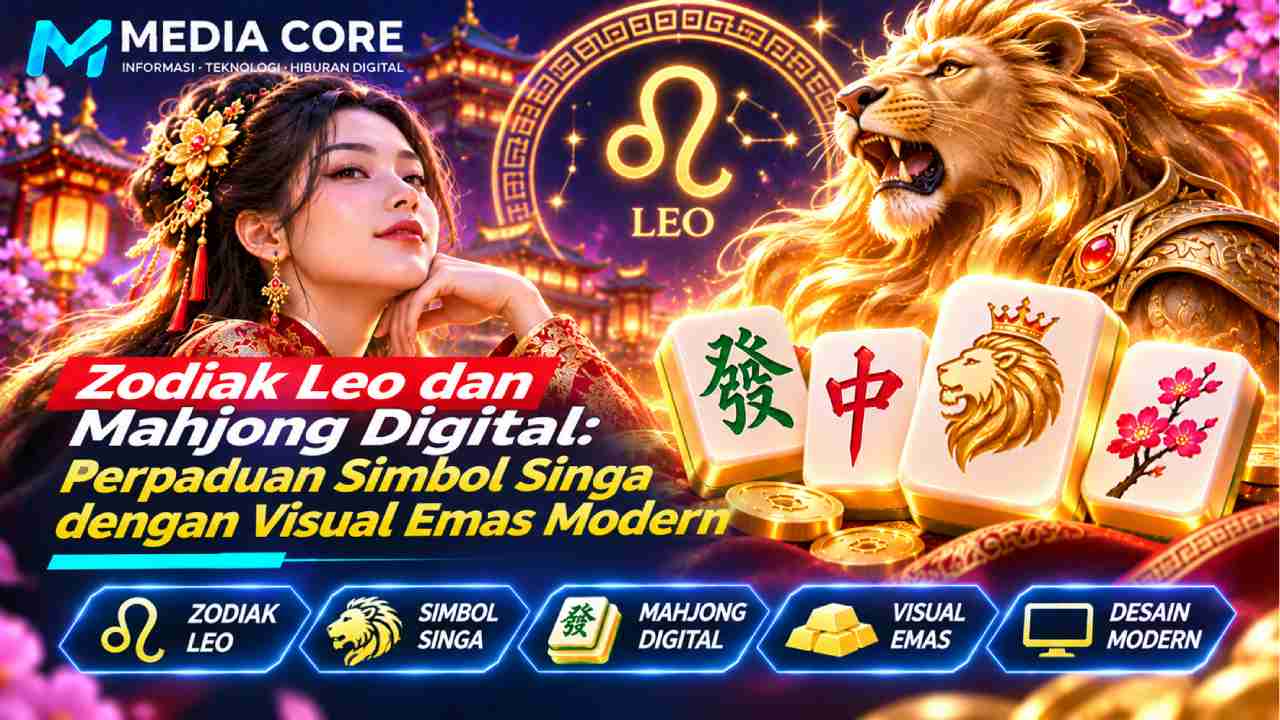 MEDIA CORE
INFORMASI • TEKNOLOGI • HIBURAN DIGITAL
LEO
發
中
Zodiak Leo dan
Mahjong Digital:
Perpaduan Simbol Singa
dengan Visual Emas Modern
ZODIAK
LEO
SIMBOL
SINGA
發
MAHJONG
DIGITAL
VISUAL
EMAS
DESAIN
MODERN